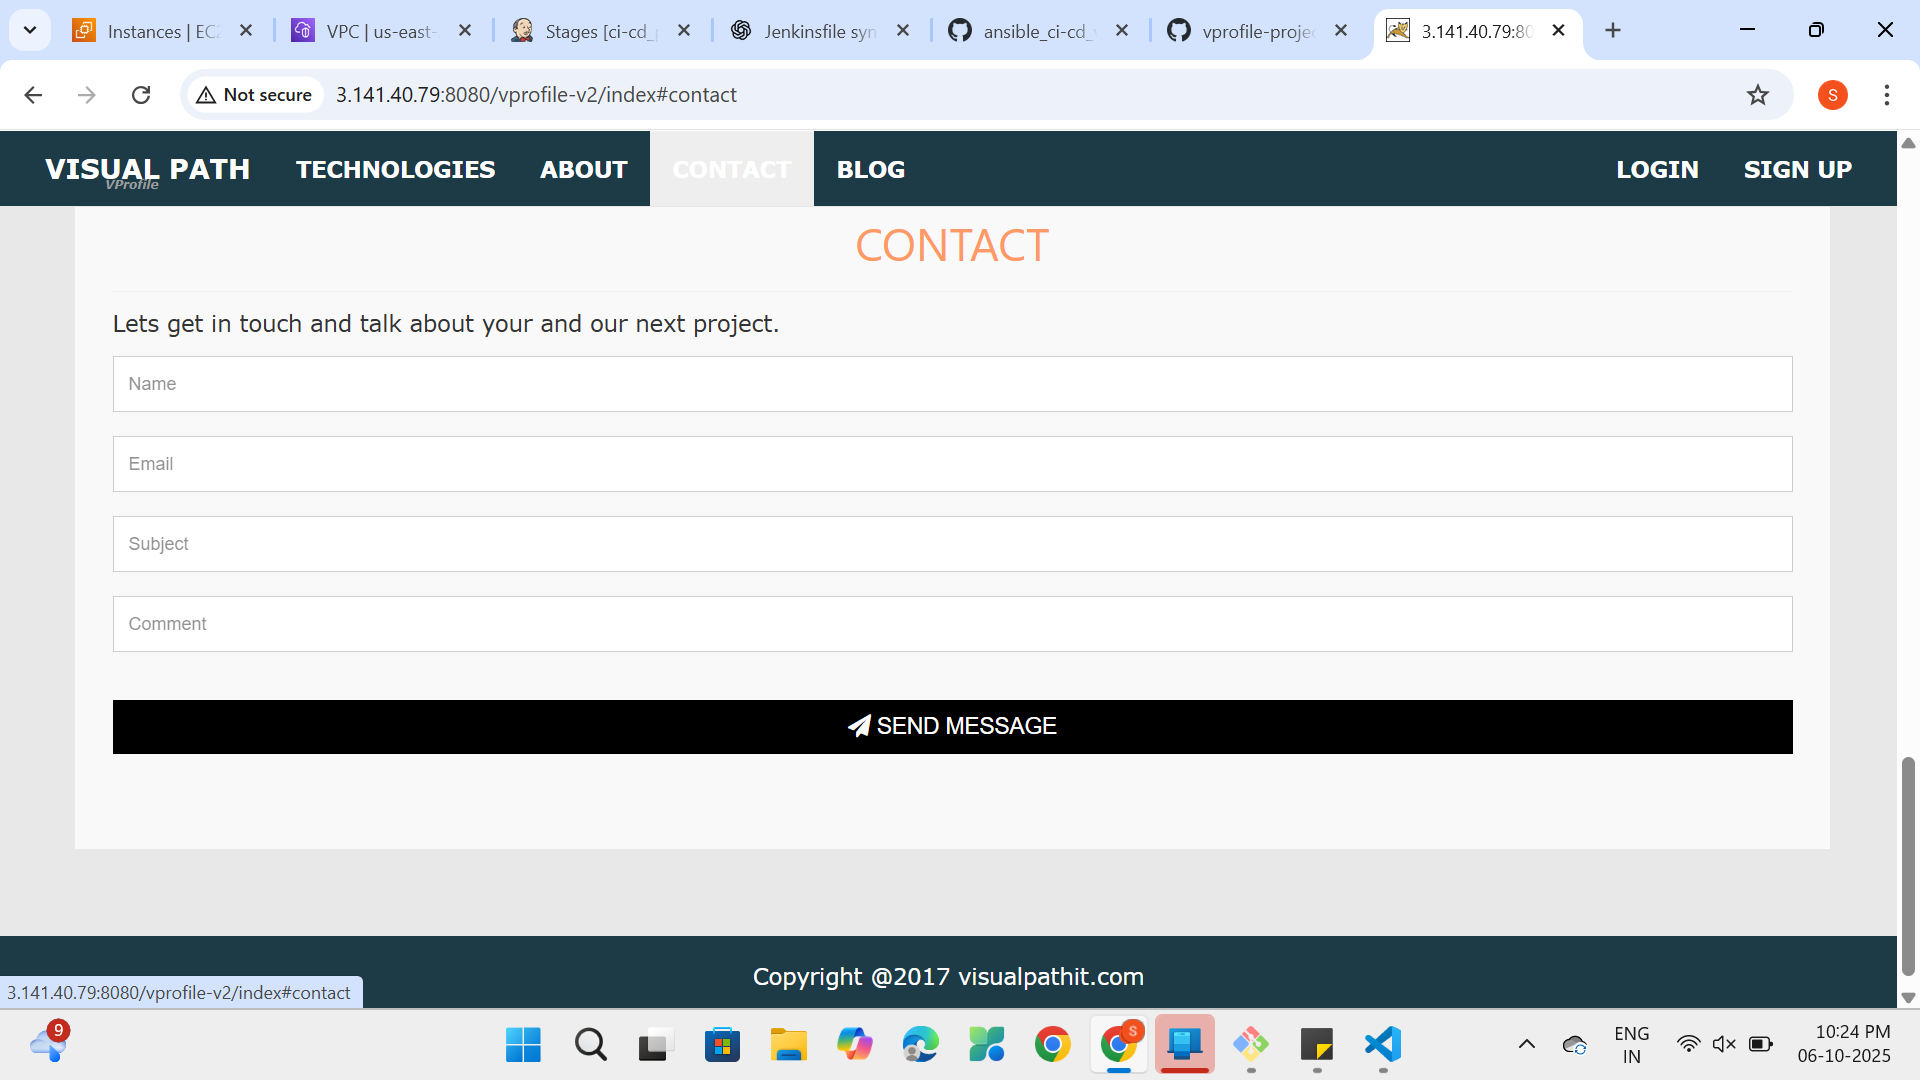 Instances | EC2
VPC | us-east-
Stages [ci-cd_
Jenkinsfile syn
ansible_ci-cd_
vprofile-projec
3.141.40.79:80
Not secure
3.141.40.79:8080/vprofile-v2/index#contact
S
VISUAL PATH
VProfile
TECHNOLOGIES
ABOUT
CONTACT
BLOG
LOGIN
SIGN UP
CONTACT
Lets get in touch and talk about your and our next project.
Name
Email
Subject
Comment
SEND MESSAGE
Copyright @2017 visualpathit.com
3.141.40.79:8080/vprofile-v2/index#contact
9
S
ENG
IN
10:24 PM
06-10-2025